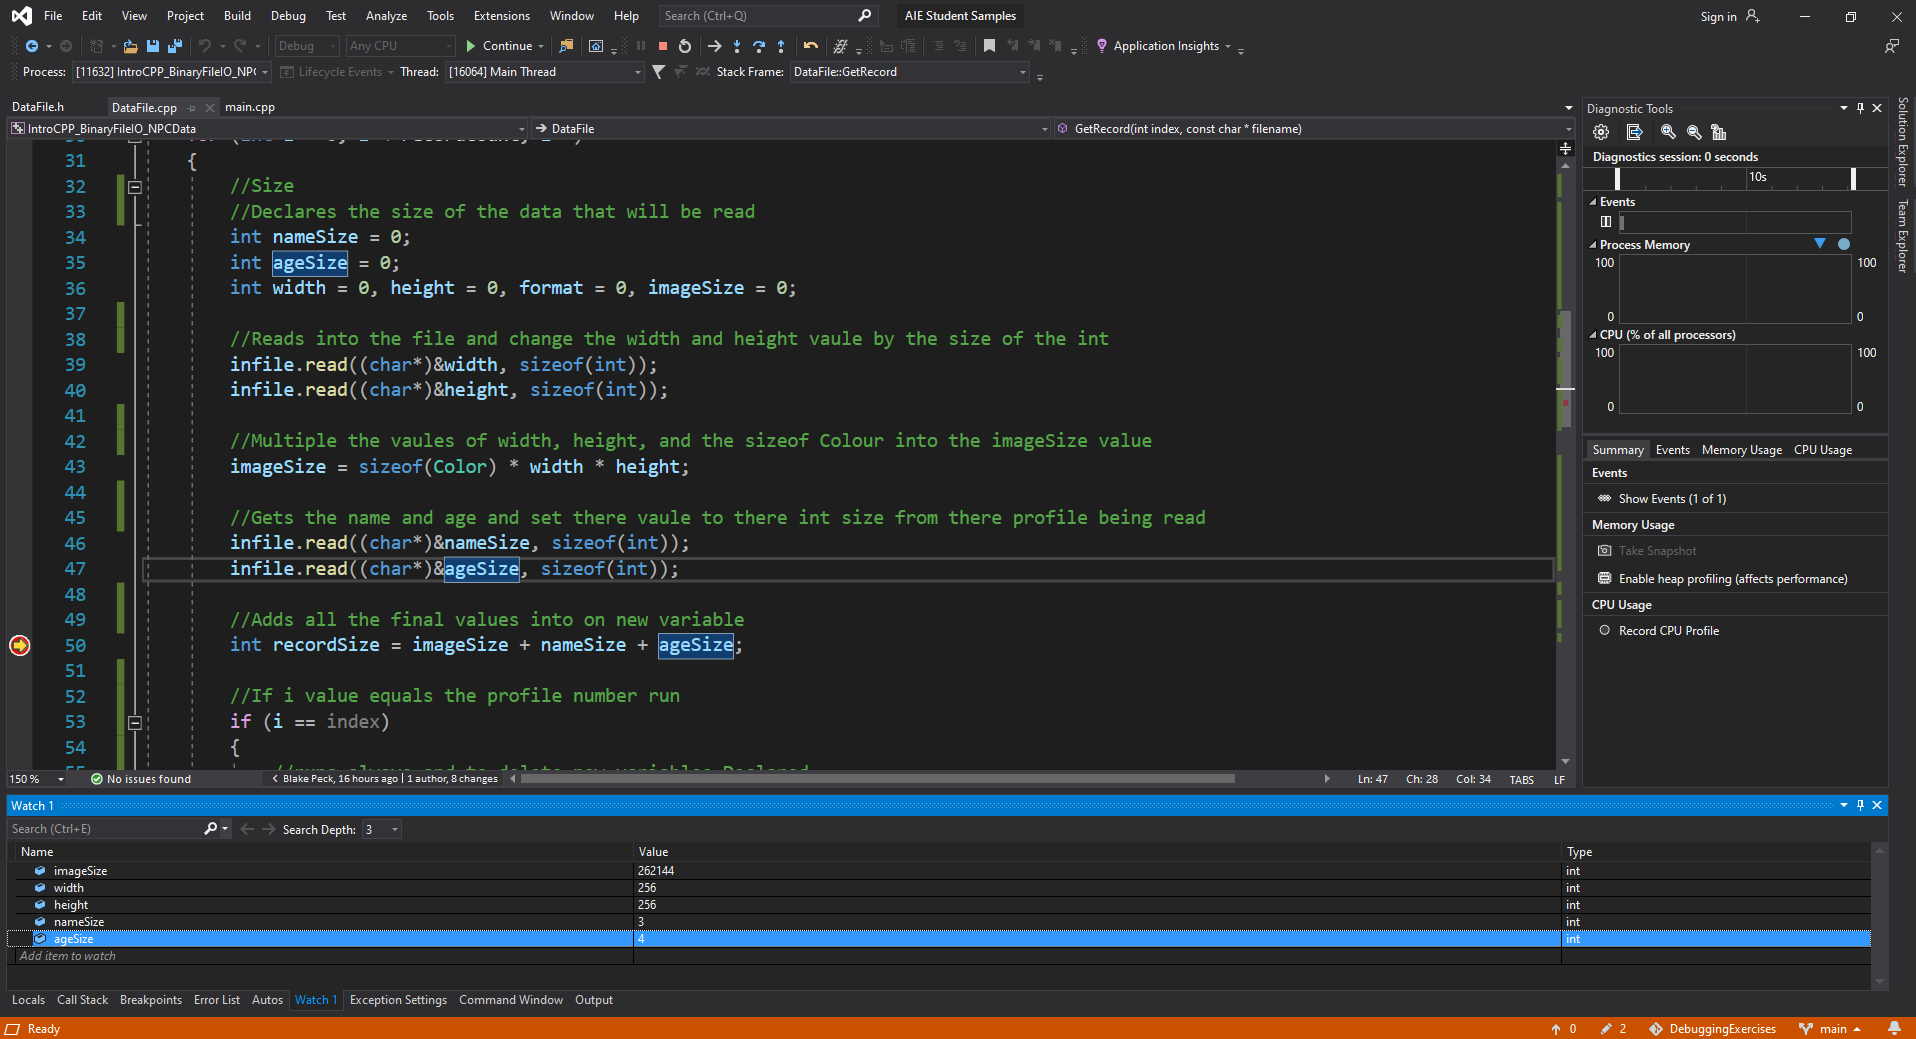 File Edit View Project Build Debug Test Analyze Tools Extensions Window Help Search (Ctrl+Q) AIE Student Samples Sign in
Debug Any CPU Continue Application Insights
Process: [11632] IntroCPP_BinaryFileIO_NP Lifecycle Events Thread: [16064] Main Thread Stack Frame: DataFile::GetRecord
DataFile.h DataFile.cpp main.cpp
IntroCPP_BinaryFileIO_NPCData DataFile GetRecord(int index, const char * filename)
31 {
32 //Size
33 //Declares the size of the data that will be read
34 int nameSize = 0;
35 int ageSize = 0;
36 int width = 0, height = 0, format = 0, imageSize = 0;
37
38 //Reads into the file and change the width and height vaule by the size of the int
39 infile.read((char*)&width, sizeof(int));
40 infile.read((char*)&height, sizeof(int));
41
42 //Multiple the vaules of width, height, and the sizeof Colour into the imageSize value
43 imageSize = sizeof(Color) * width * height;
44
45 //Gets the name and age and set there vaule to there int size from there profile being read
46 infile.read((char*)&nameSize, sizeof(int));
47 infile.read((char*)&ageSize, sizeof(int));
48
49 //Adds all the final values into on new variable
50 int recordSize = imageSize + nameSize + ageSize;
51
52 //If i value equals the profile number run
53 if (i == index)
54 {
150 % No issues found Blake Peck, 16 hours ago | 1 author, 8 changes Ln: 47 Ch: 28 Col: 34 TABS LF
Diagnostic Tools
Diagnostics session: 0 seconds
10s
Events
Process Memory
100 100
0 0
CPU (% of all processors)
100 100
0 0
Summary Events Memory Usage CPU Usage
Events
Show Events (1 of 1)
Memory Usage
Take Snapshot
Enable heap profiling (affects performance)
CPU Usage
Record CPU Profile
Solution Explorer
Team Explorer
Watch 1
Search (Ctrl+E) Search Depth: 3
Name Value Type
imageSize 262144 int
width 256 int
height 256 int
nameSize 3 int
ageSize 4 int
Add item to watch
Locals Call Stack Breakpoints Error List Autos Watch 1 Exception Settings Command Window Output
Ready 0 2 DebuggingExercises main